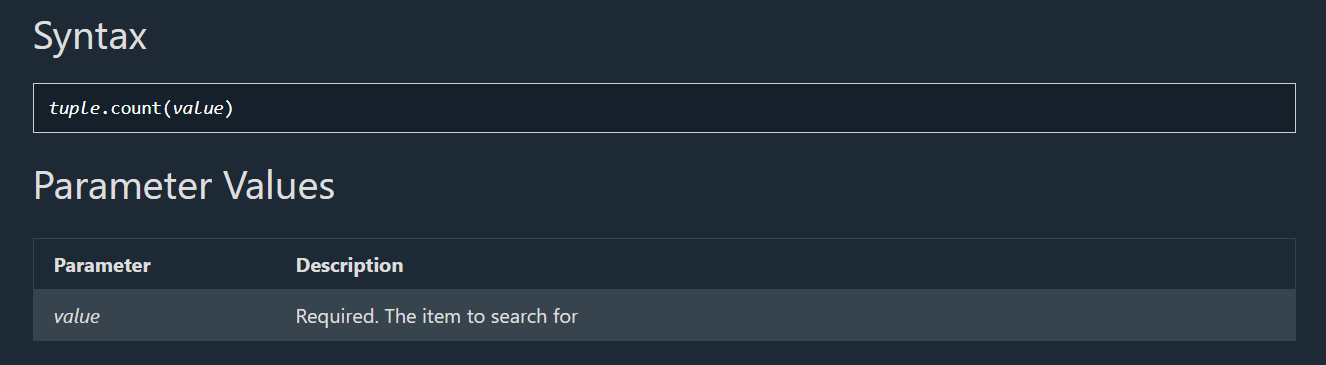 Syntax
tuple.count(value)
Parameter Values
Parameter Description
value Required. The item to search for